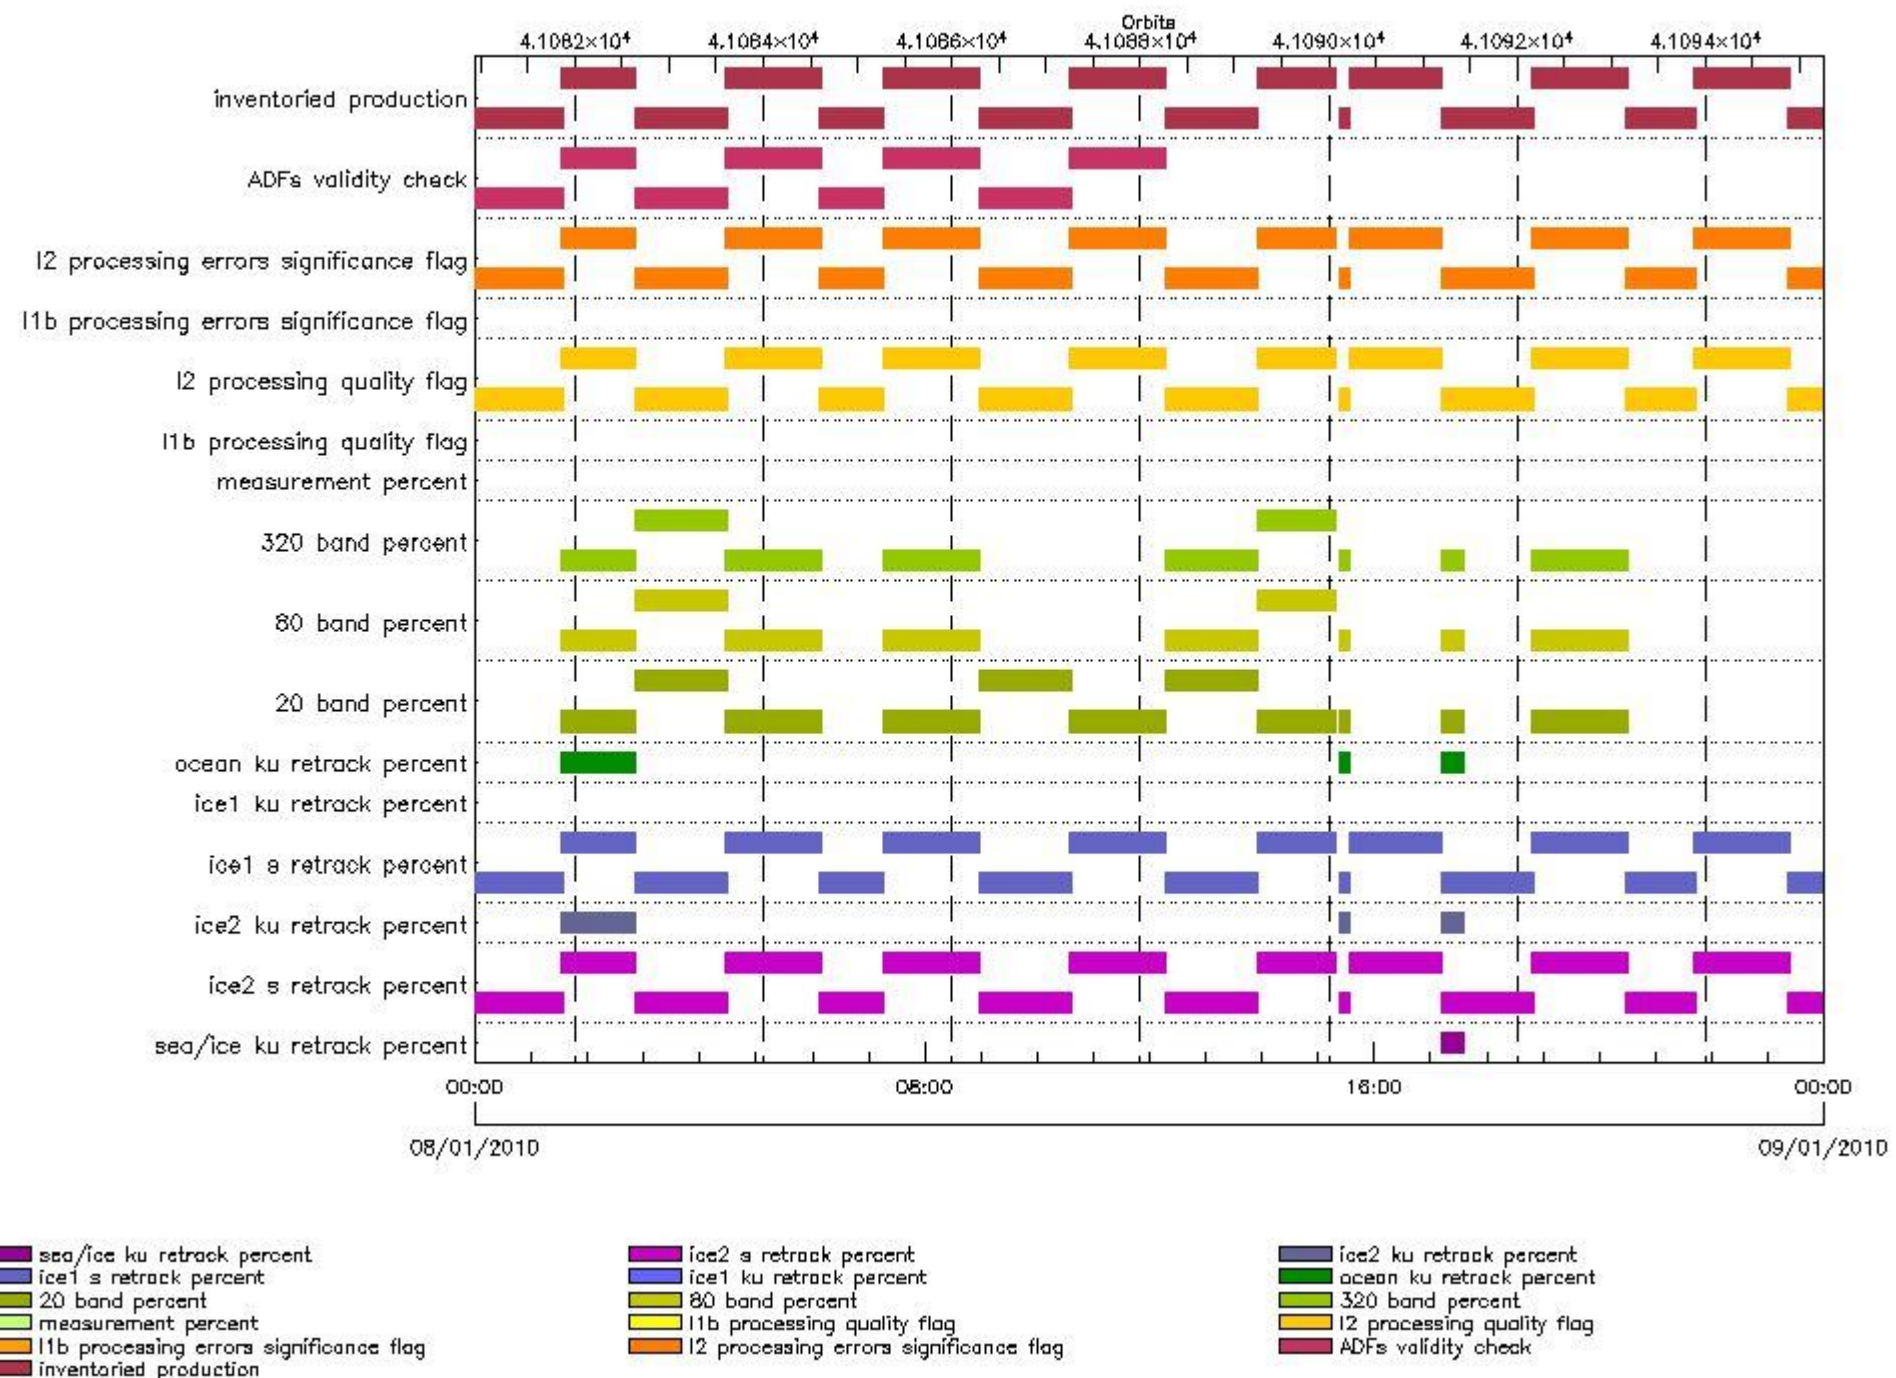 Orbits
4.1082×10⁴ 4.1084×10⁴ 4.1086×10⁴ 4.1088×10⁴ 4.1090×10⁴ 4.1092×10⁴ 4.1094×10⁴
inventoried production
ADFs validity check
l2 processing errors significance flag
l1b processing errors significance flag
l2 processing quality flag
l1b processing quality flag
measurement percent
320 band percent
80 band percent
20 band percent
ocean ku retrack percent
ice1 ku retrack percent
ice1 s retrack percent
ice2 ku retrack percent
ice2 s retrack percent
sea/ice ku retrack percent
00:00 08:00 16:00 00:00
08/01/2010 09/01/2010
sea/ice ku retrack percent ice2 s retrack percent ice2 ku retrack percent
ice1 s retrack percent ice1 ku retrack percent ocean ku retrack percent
20 band percent 80 band percent 320 band percent
measurement percent l1b processing quality flag l2 processing quality flag
l1b processing errors significance flag l2 processing errors significance flag ADFs validity check
inventoried production